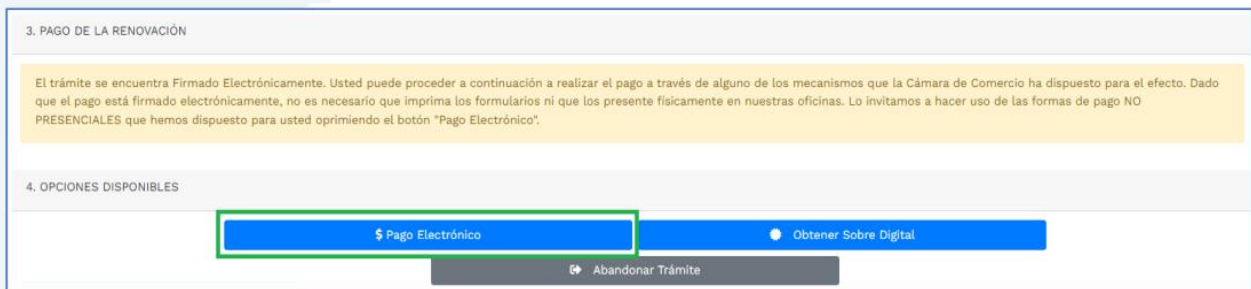 3. PAGO DE LA RENOVACIÓN
El trámite se encuentra Firmado Electrónicamente. Usted puede proceder a continuación a realizar el pago a través de alguno de los mecanismos que la Cámara de Comercio ha dispuesto para el efecto. Dado
que el pago está firmado electrónicamente, no es necesario que imprima los formularios ni que los presente físicamente en nuestras oficinas. Lo invitamos a hacer uso de las formas de pago NO
PRESENCIALES que hemos dispuesto para usted oprimiendo el botón "Pago Electrónico".
4. OPCIONES DISPONIBLES
$ Pago Electrónico
Obtener Sobre Digital
Abandonar Trámite